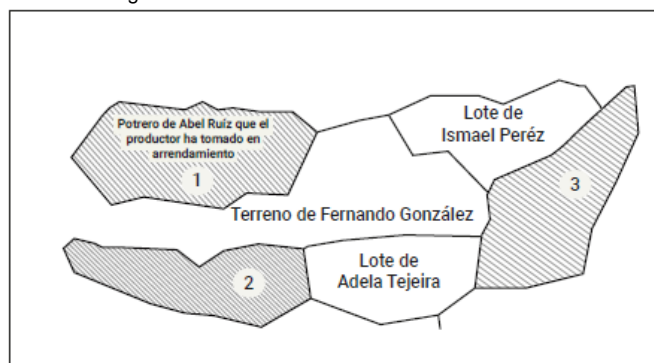 Potrero de Abel Ruíz que el
productor ha tomado en
arrendamiento
1
Lote de
Ismael Peréz
3
Terreno de Fernando González
Lote de
Adela Tejeira
2